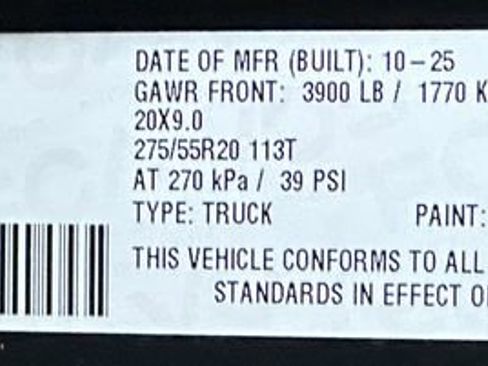 DATE OF MFR (BUILT): 10-25
GAWR FRONT: 3900 LB / 1770 K
20X9.0
275/55R20 113T
AT 270 kPa / 39 PSI
TYPE: TRUCK PAINT:
THIS VEHICLE CONFORMS TO ALL
STANDARDS IN EFFECT O